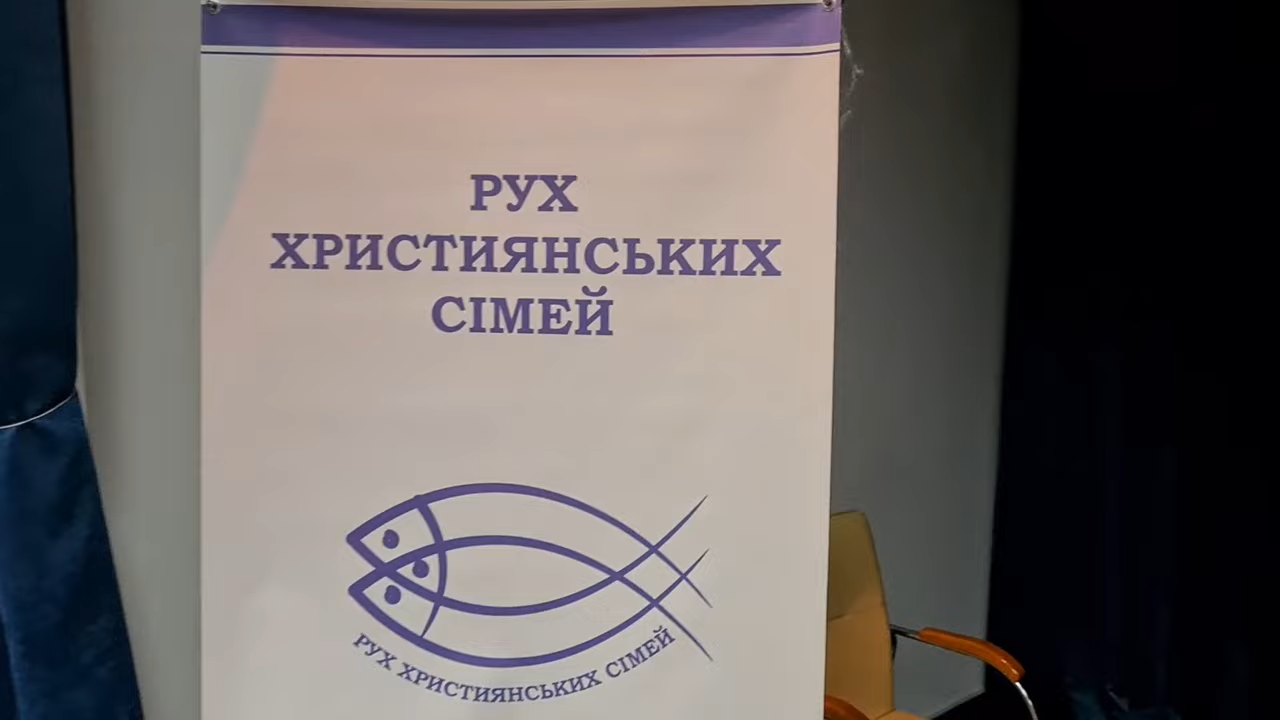 РУХ
ХРИСТИЯНСЬКИХ
СІМЕЙ
РУХ ХРИСТИЯНСЬКИХ СІМЕЙ